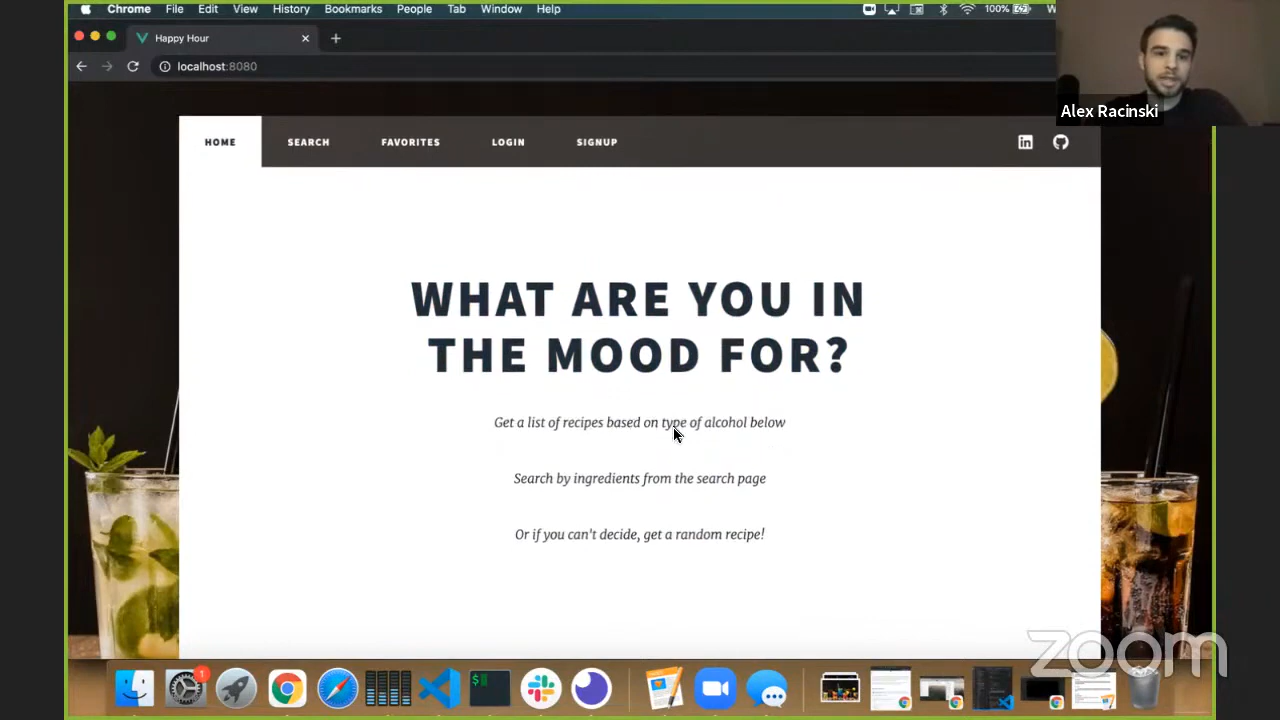 Chrome File Edit View History Bookmarks People Tab Window Help 100% W
Happy Hour
localhost:8080
Alex Racinski
HOME SEARCH FAVORITES LOGIN SIGNUP
WHAT ARE YOU IN
THE MOOD FOR?
Get a list of recipes based on type of alcohol below
Search by ingredients from the search page
Or if you can't decide, get a random recipe!
zoom
1
$